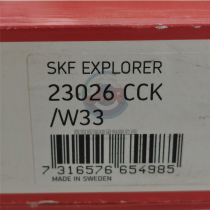 SKF EXPLORER
23026 CCK
/W33
7 316576 654985
MADE IN SWEDEN